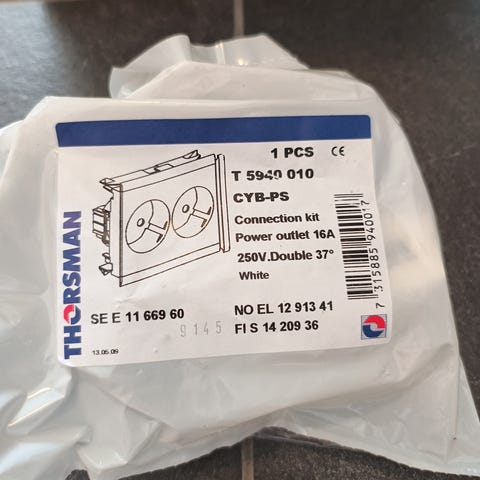 1 PCS CE
T 5940 010
CYB-PS
Connection kit
Power outlet 16A
250V.Double 37°
White
THORSMAN
SE E 11 669 60
NO EL 12 913 41
9145
FI S 14 209 36
13.05.09
7 315885 940017